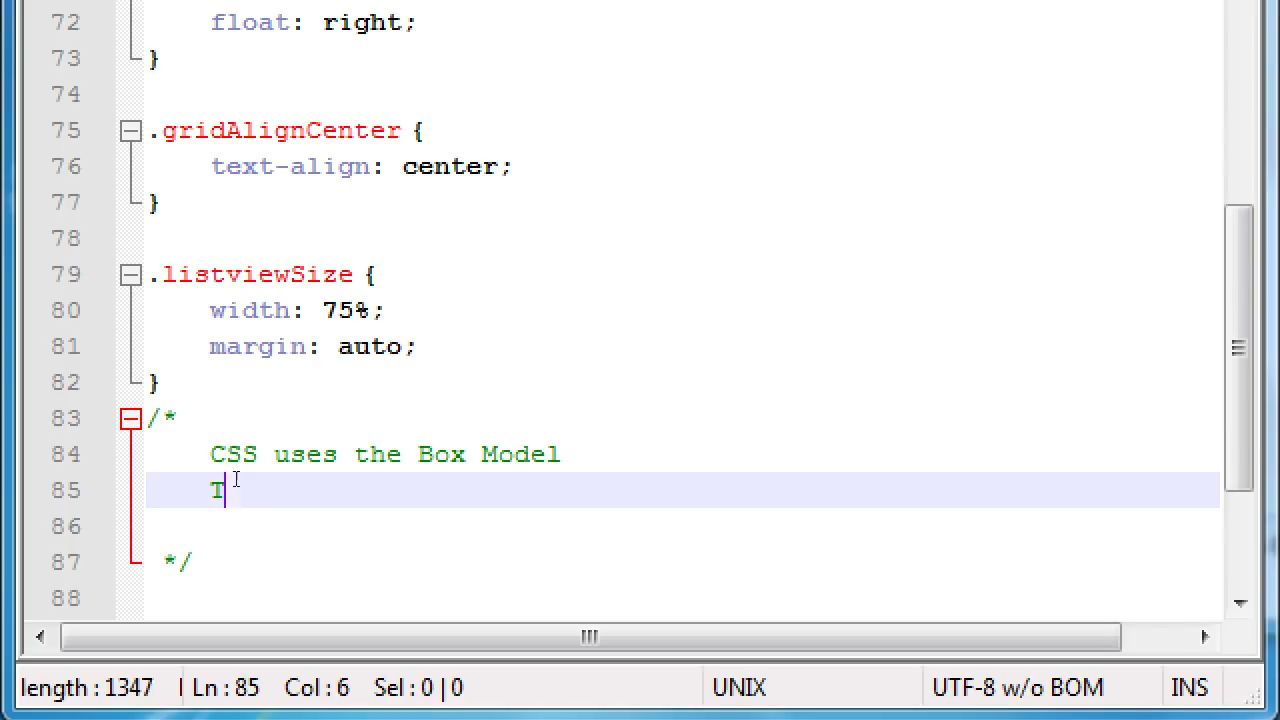 72 float: right;
73 }
74
75 .gridAlignCenter {
76 text-align: center;
77 }
78
79 .listviewSize {
80 width: 75%;
81 margin: auto;
82 }
83 /*
84 CSS uses the Box Model
85 T
86
87 */
88
length : 1347 Ln : 85 Col : 6 Sel : 0 | 0 UNIX UTF-8 w/o BOM INS